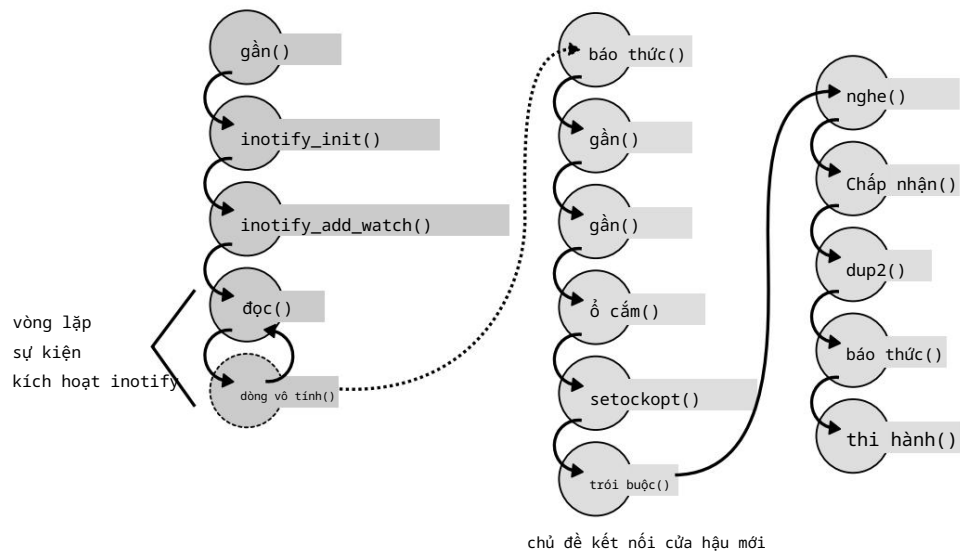 gần()
inotify_init()
inotify_add_watch()
đọc()
dòng vô tính()
vòng lặp
sự kiện
kích hoạt inotify
báo thức()
gần()
gần()
ổ cắm()
setockopt()
trói buộc()
chủ đề kết nối cửa hậu mới
nghe()
Chấp nhận()
dup2()
báo thức()
thi hành()